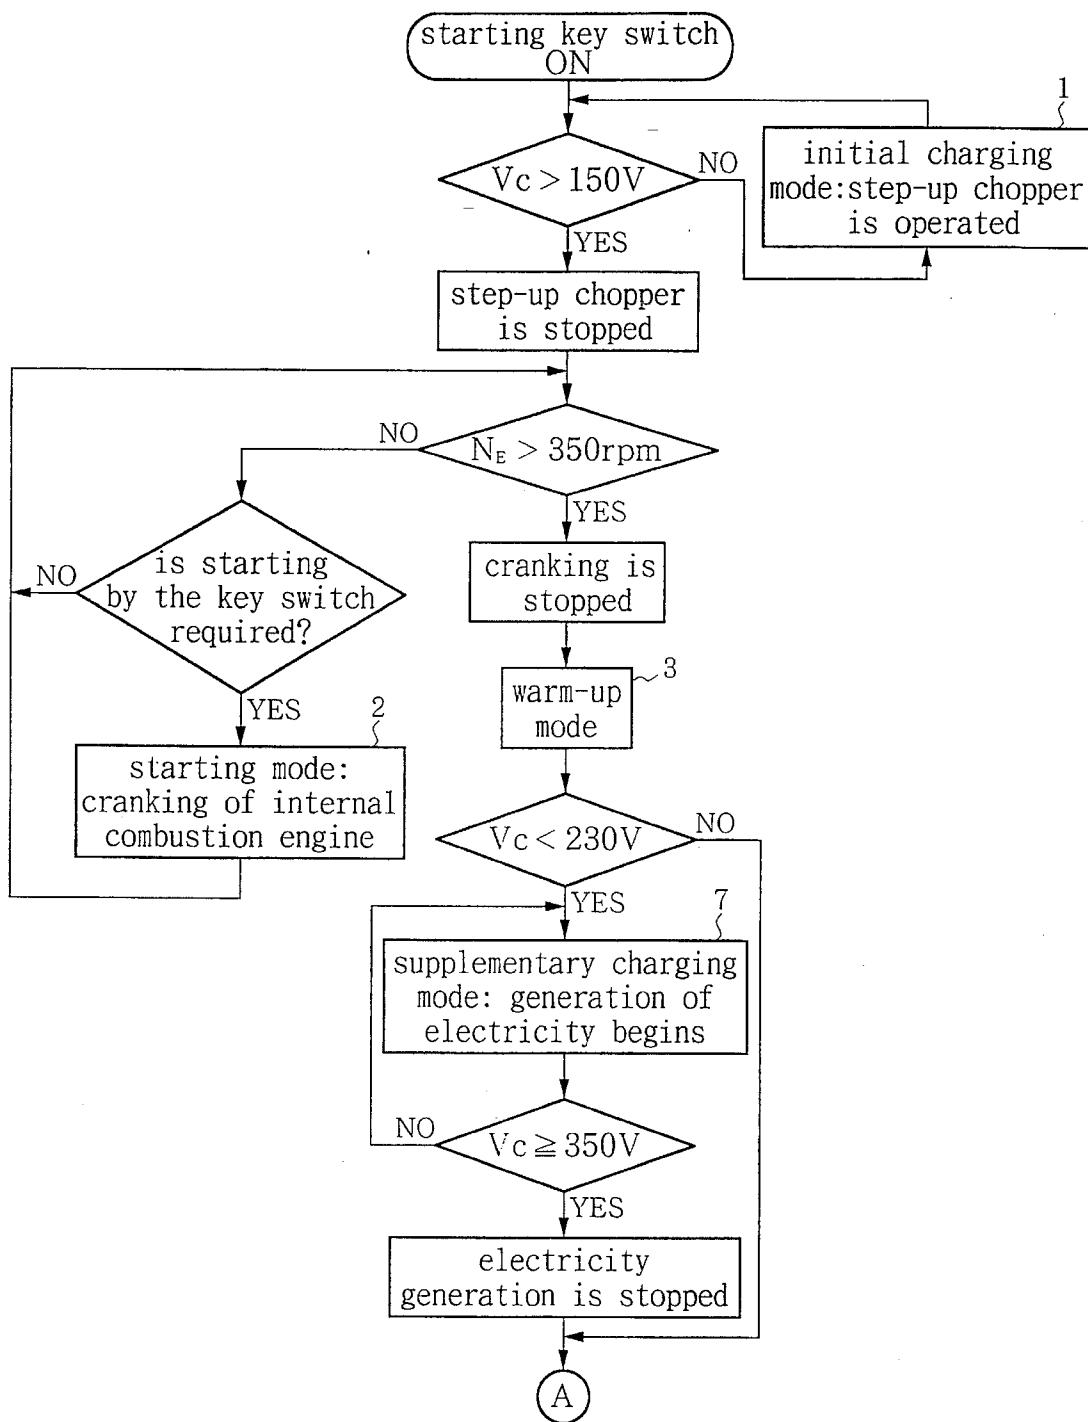 starting key switch
ON
1
Vc > 150V
NO
initial charging
mode:step-up chopper
is operated
YES
step-up chopper
is stopped
NO
N_E > 350rpm
YES
is starting
by the key switch
required?
NO
cranking is
stopped
3
warm-up
mode
YES
2
starting mode:
cranking of internal
combustion engine
Vc < 230V
NO
YES
7
supplementary charging
mode: generation of
electricity begins
NO
Vc ≧ 350V
YES
electricity
generation is stopped
A